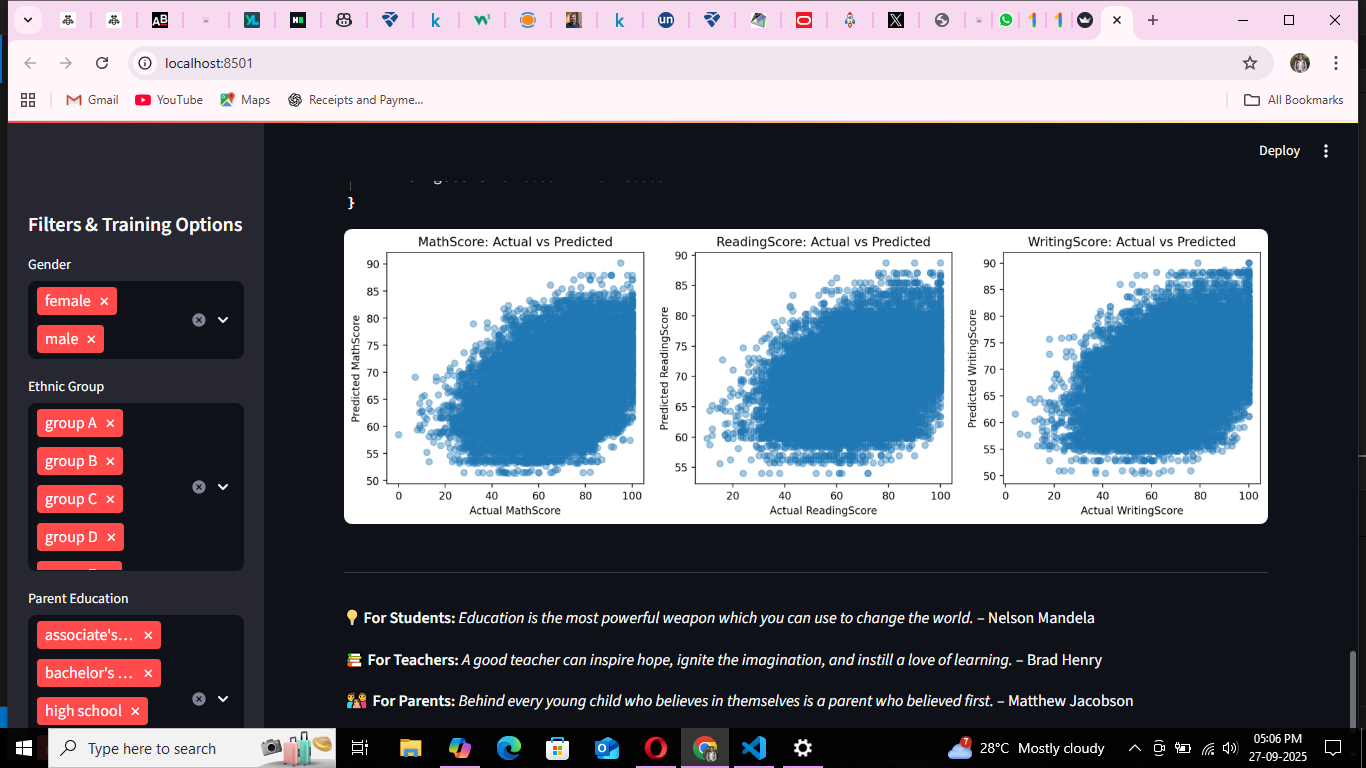 localhost:8501
Gmail
YouTube
Maps
Receipts and Payme...
All Bookmarks
Deploy
Filters & Training Options
Gender
female ×
male ×
Ethnic Group
group A ×
group B ×
group C ×
group D ×
Parent Education
associate's... ×
bachelor's ... ×
high school ×
}
MathScore: Actual vs Predicted
Predicted MathScore
90
85
80
75
70
65
60
55
50
0 20 40 60 80 100
Actual MathScore
ReadingScore: Actual vs Predicted
Predicted ReadingScore
90
85
80
75
70
65
60
55
20 40 60 80 100
Actual ReadingScore
WritingScore: Actual vs Predicted
Predicted WritingScore
90
85
80
75
70
65
60
55
50
0 20 40 60 80 100
Actual WritingScore
For Students: Education is the most powerful weapon which you can use to change the world. – Nelson Mandela
For Teachers: A good teacher can inspire hope, ignite the imagination, and instill a love of learning. – Brad Henry
For Parents: Behind every young child who believes in themselves is a parent who believed first. – Matthew Jacobson
Type here to search
7
28°C Mostly cloudy
05:06 PM
27-09-2025